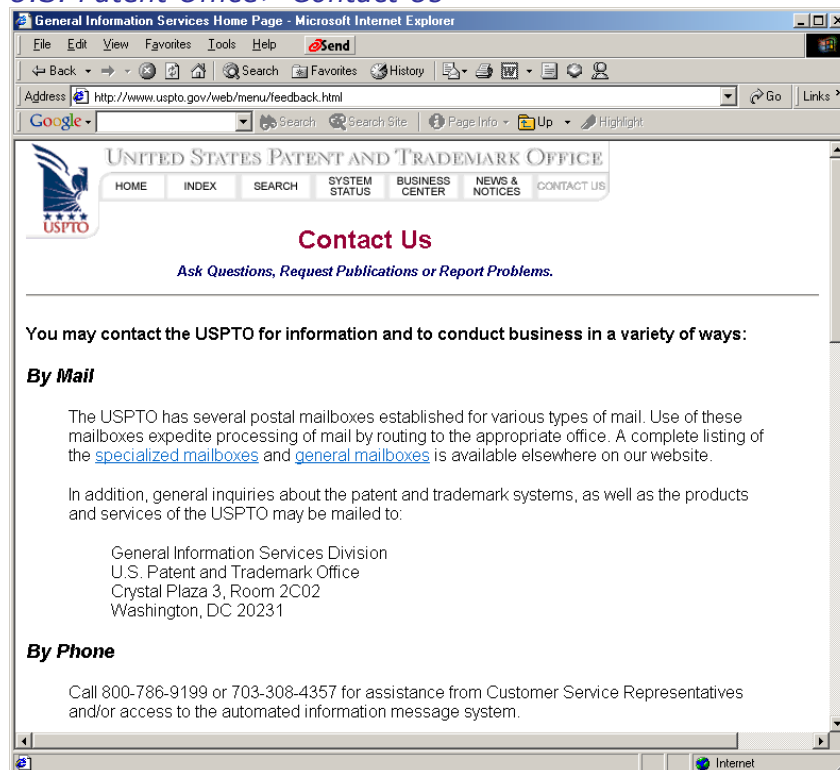 U.S. Patent Office: "Contact Us"
General Information Services Home Page - Microsoft Internet Explorer
File Edit View Favorites Tools Help Send
Back Search Favorites History
Address http://www.uspto.gov/web/menu/feedback.html Go Links
Google Search Search Site Page Info Up Highlight
UNITED STATES PATENT AND TRADEMARK OFFICE
HOME INDEX SEARCH SYSTEM STATUS BUSINESS CENTER NEWS & NOTICES CONTACT US
USPTO
Contact Us
Ask Questions, Request Publications or Report Problems.
You may contact the USPTO for information and to conduct business in a variety of ways:
By Mail
The USPTO has several postal mailboxes established for various types of mail. Use of these
mailboxes expedite processing of mail by routing to the appropriate office. A complete listing of
the specialized mailboxes and general mailboxes is available elsewhere on our website.
In addition, general inquiries about the patent and trademark systems, as well as the products
and services of the USPTO may be mailed to:
General Information Services Division
U.S. Patent and Trademark Office
Crystal Plaza 3, Room 2C02
Washington, DC 20231
By Phone
Call 800-786-9199 or 703-308-4357 for assistance from Customer Service Representatives
and/or access to the automated information message system.
Internet